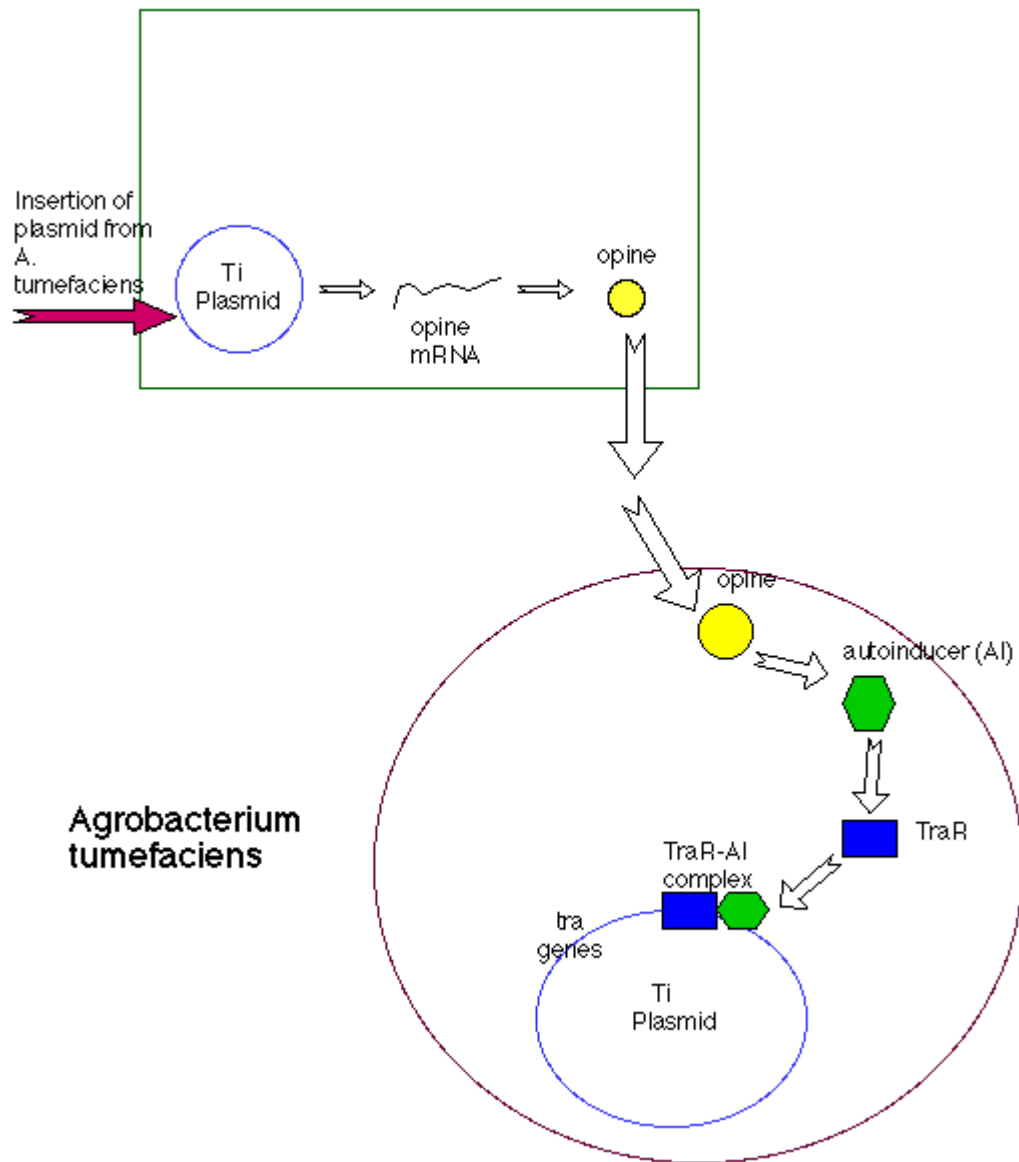 Insertion of
plasmid from
A.
tumefaciens
Ti
Plasmid
opine
mRNA
opine
opine
autoinducer (AI)
TraR
TraR-AI
complex
tra
genes
Ti
Plasmid
Agrobacterium
tumefaciens